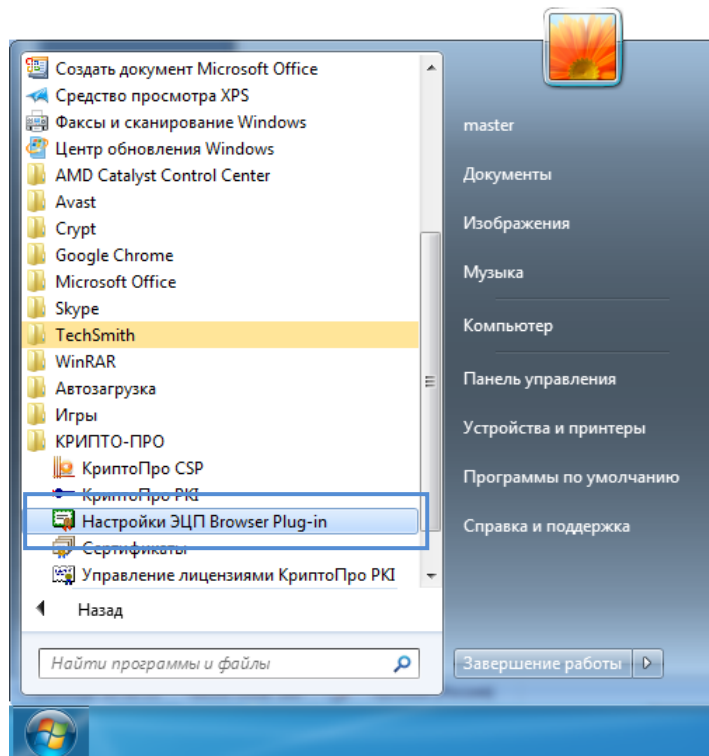 Создать документ Microsoft Office
Средство просмотра XPS
Факсы и сканирование Windows
Центр обновления Windows
AMD Catalyst Control Center
Avast
Crypt
Google Chrome
Microsoft Office
Skype
TechSmith
WinRAR
Автозагрузка
Игры
КРИПТО-ПРО
КриптоПро CSP
КриптоПро PKI
Настройки ЭЦП Browser Plug-in
Сертификаты
Управление лицензиями КриптоПро PKI
Назад
Найти программы и файлы
master
Документы
Изображения
Музыка
Компьютер
Панель управления
Устройства и принтеры
Программы по умолчанию
Справка и поддержка
Завершение работы